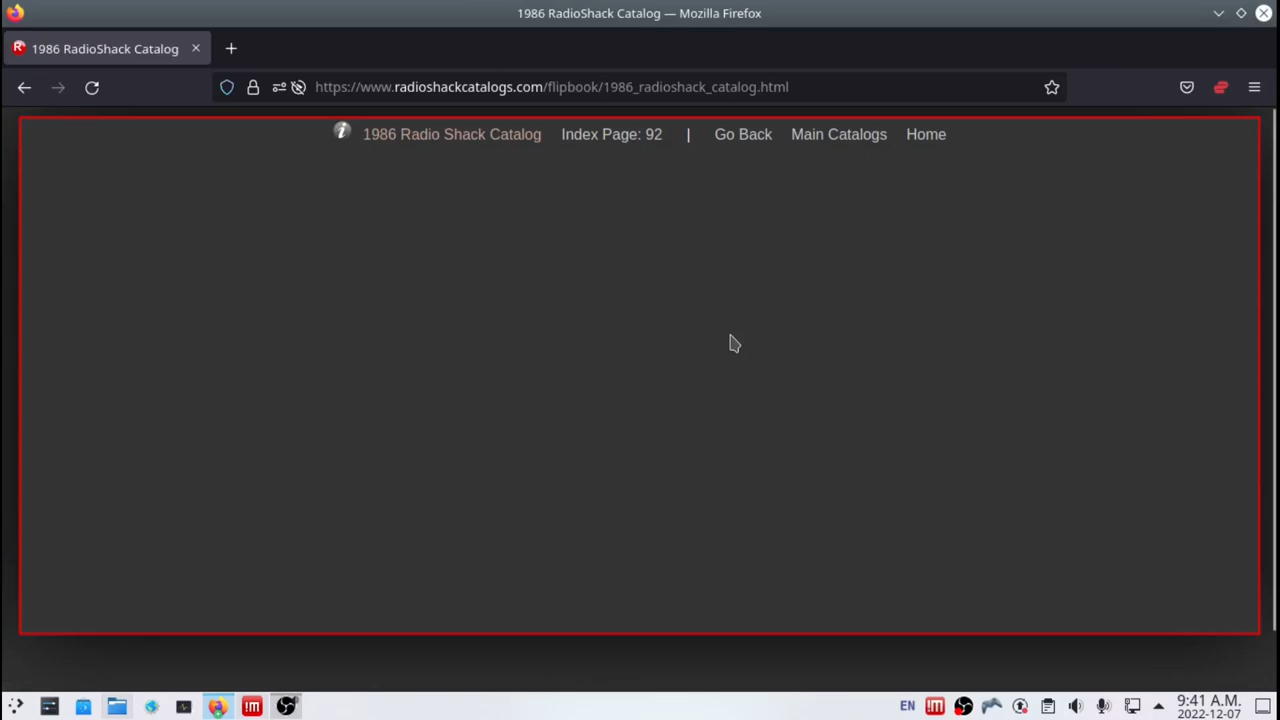 1986 RadioShack Catalog — Mozilla Firefox
1986 RadioShack Catalog
https://www.radioshackcatalogs.com/flipbook/1986_radioshack_catalog.html
1986 Radio Shack Catalog Index Page: 92 | Go Back Main Catalogs Home
EN
9:41 A.M.
2022-12-07